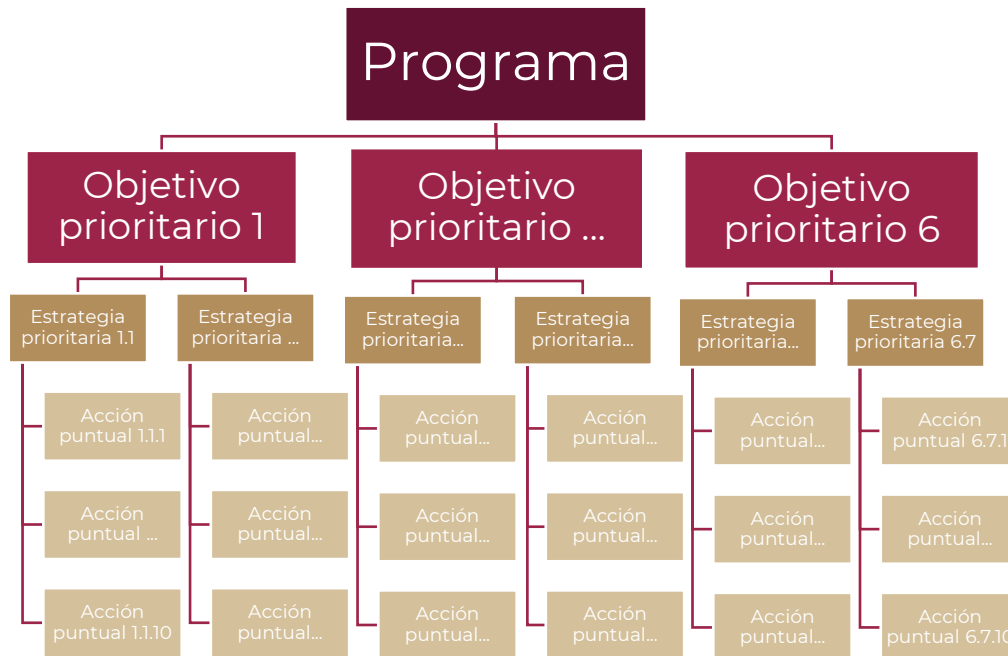 Programa
Objetivo
prioritario 1
Objetivo
prioritario ...
Objetivo
prioritario 6
Estrategia
prioritaria 1.1
Estrategia
prioritaria ...
Estrategia
prioritaria...
Estrategia
prioritaria...
Estrategia
prioritaria...
Estrategia
prioritaria 6.7
Acción
puntual 1.1.1
Acción
puntual...
Acción
puntual...
Acción
puntual...
Acción
puntual...
Acción
puntual 6.7.1
Acción
puntual ...
Acción
puntual...
Acción
puntual...
Acción
puntual...
Acción
puntual...
Acción
puntual...
Acción
puntual 1.1.10
Acción
puntual...
Acción
puntual...
Acción
puntual...
Acción
puntual...
Acción
puntual 6.7.10